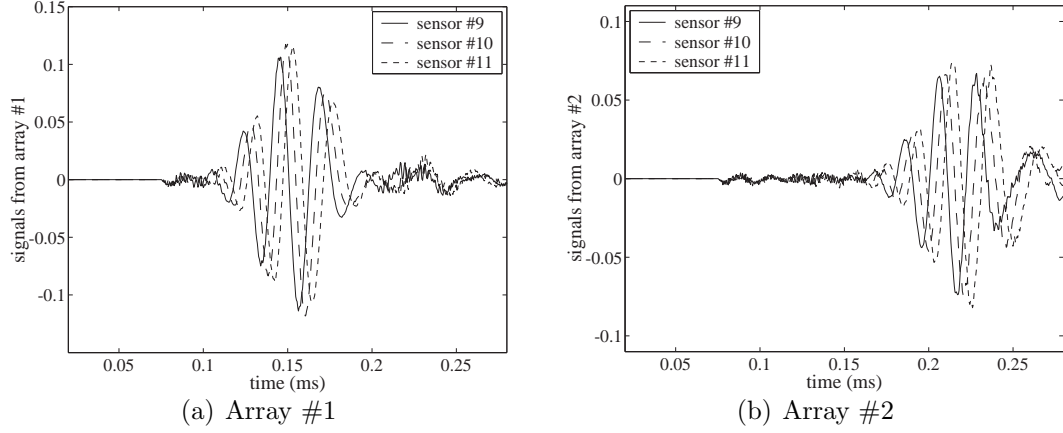 signals from array #1
0.15
0.1
0.05
0
-0.05
-0.1
sensor #9
sensor #10
sensor #11
0.05
0.1
0.15
0.2
0.25
time (ms)
(a) Array #1
signals from array #2
0.1
0.05
0
-0.05
-0.1
sensor #9
sensor #10
sensor #11
0.05
0.1
0.15
0.2
0.25
time (ms)
(b) Array #2